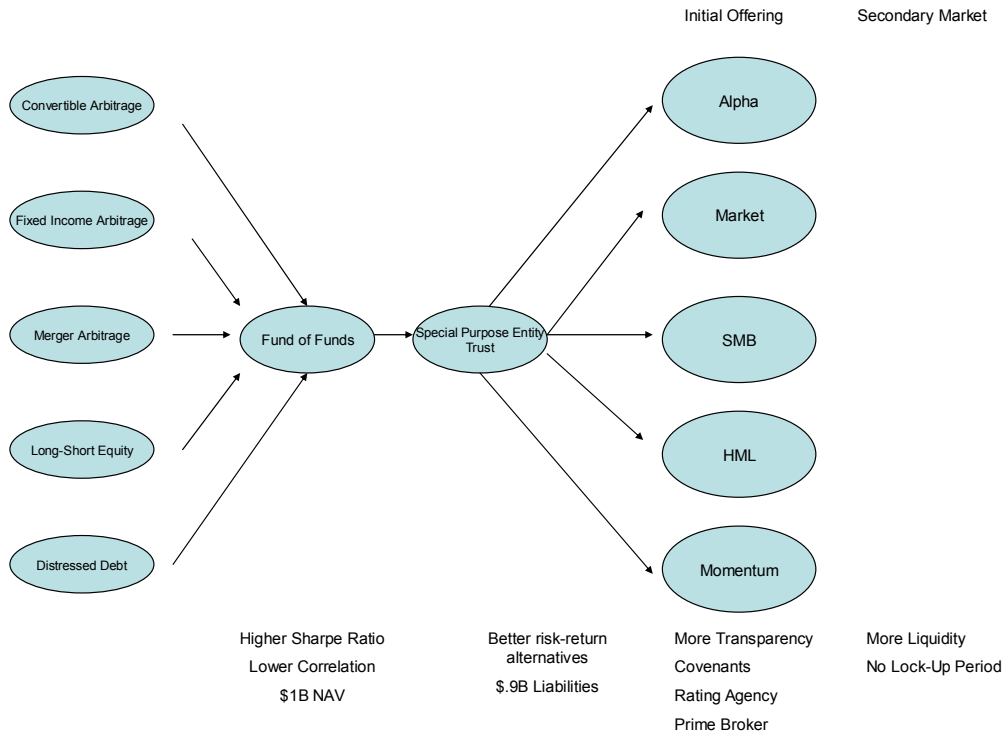 Initial Offering
Secondary Market
Convertible Arbitrage
Fixed Income Arbitrage
Merger Arbitrage
Long-Short Equity
Distressed Debt
Fund of Funds
Special Purpose Entity
Trust
Alpha
Market
SMB
HML
Momentum
Higher Sharpe Ratio
Lower Correlation
$1B NAV
Better risk-return
alternatives
$.9B Liabilities
More Transparency
Covenants
Rating Agency
Prime Broker
More Liquidity
No Lock-Up Period